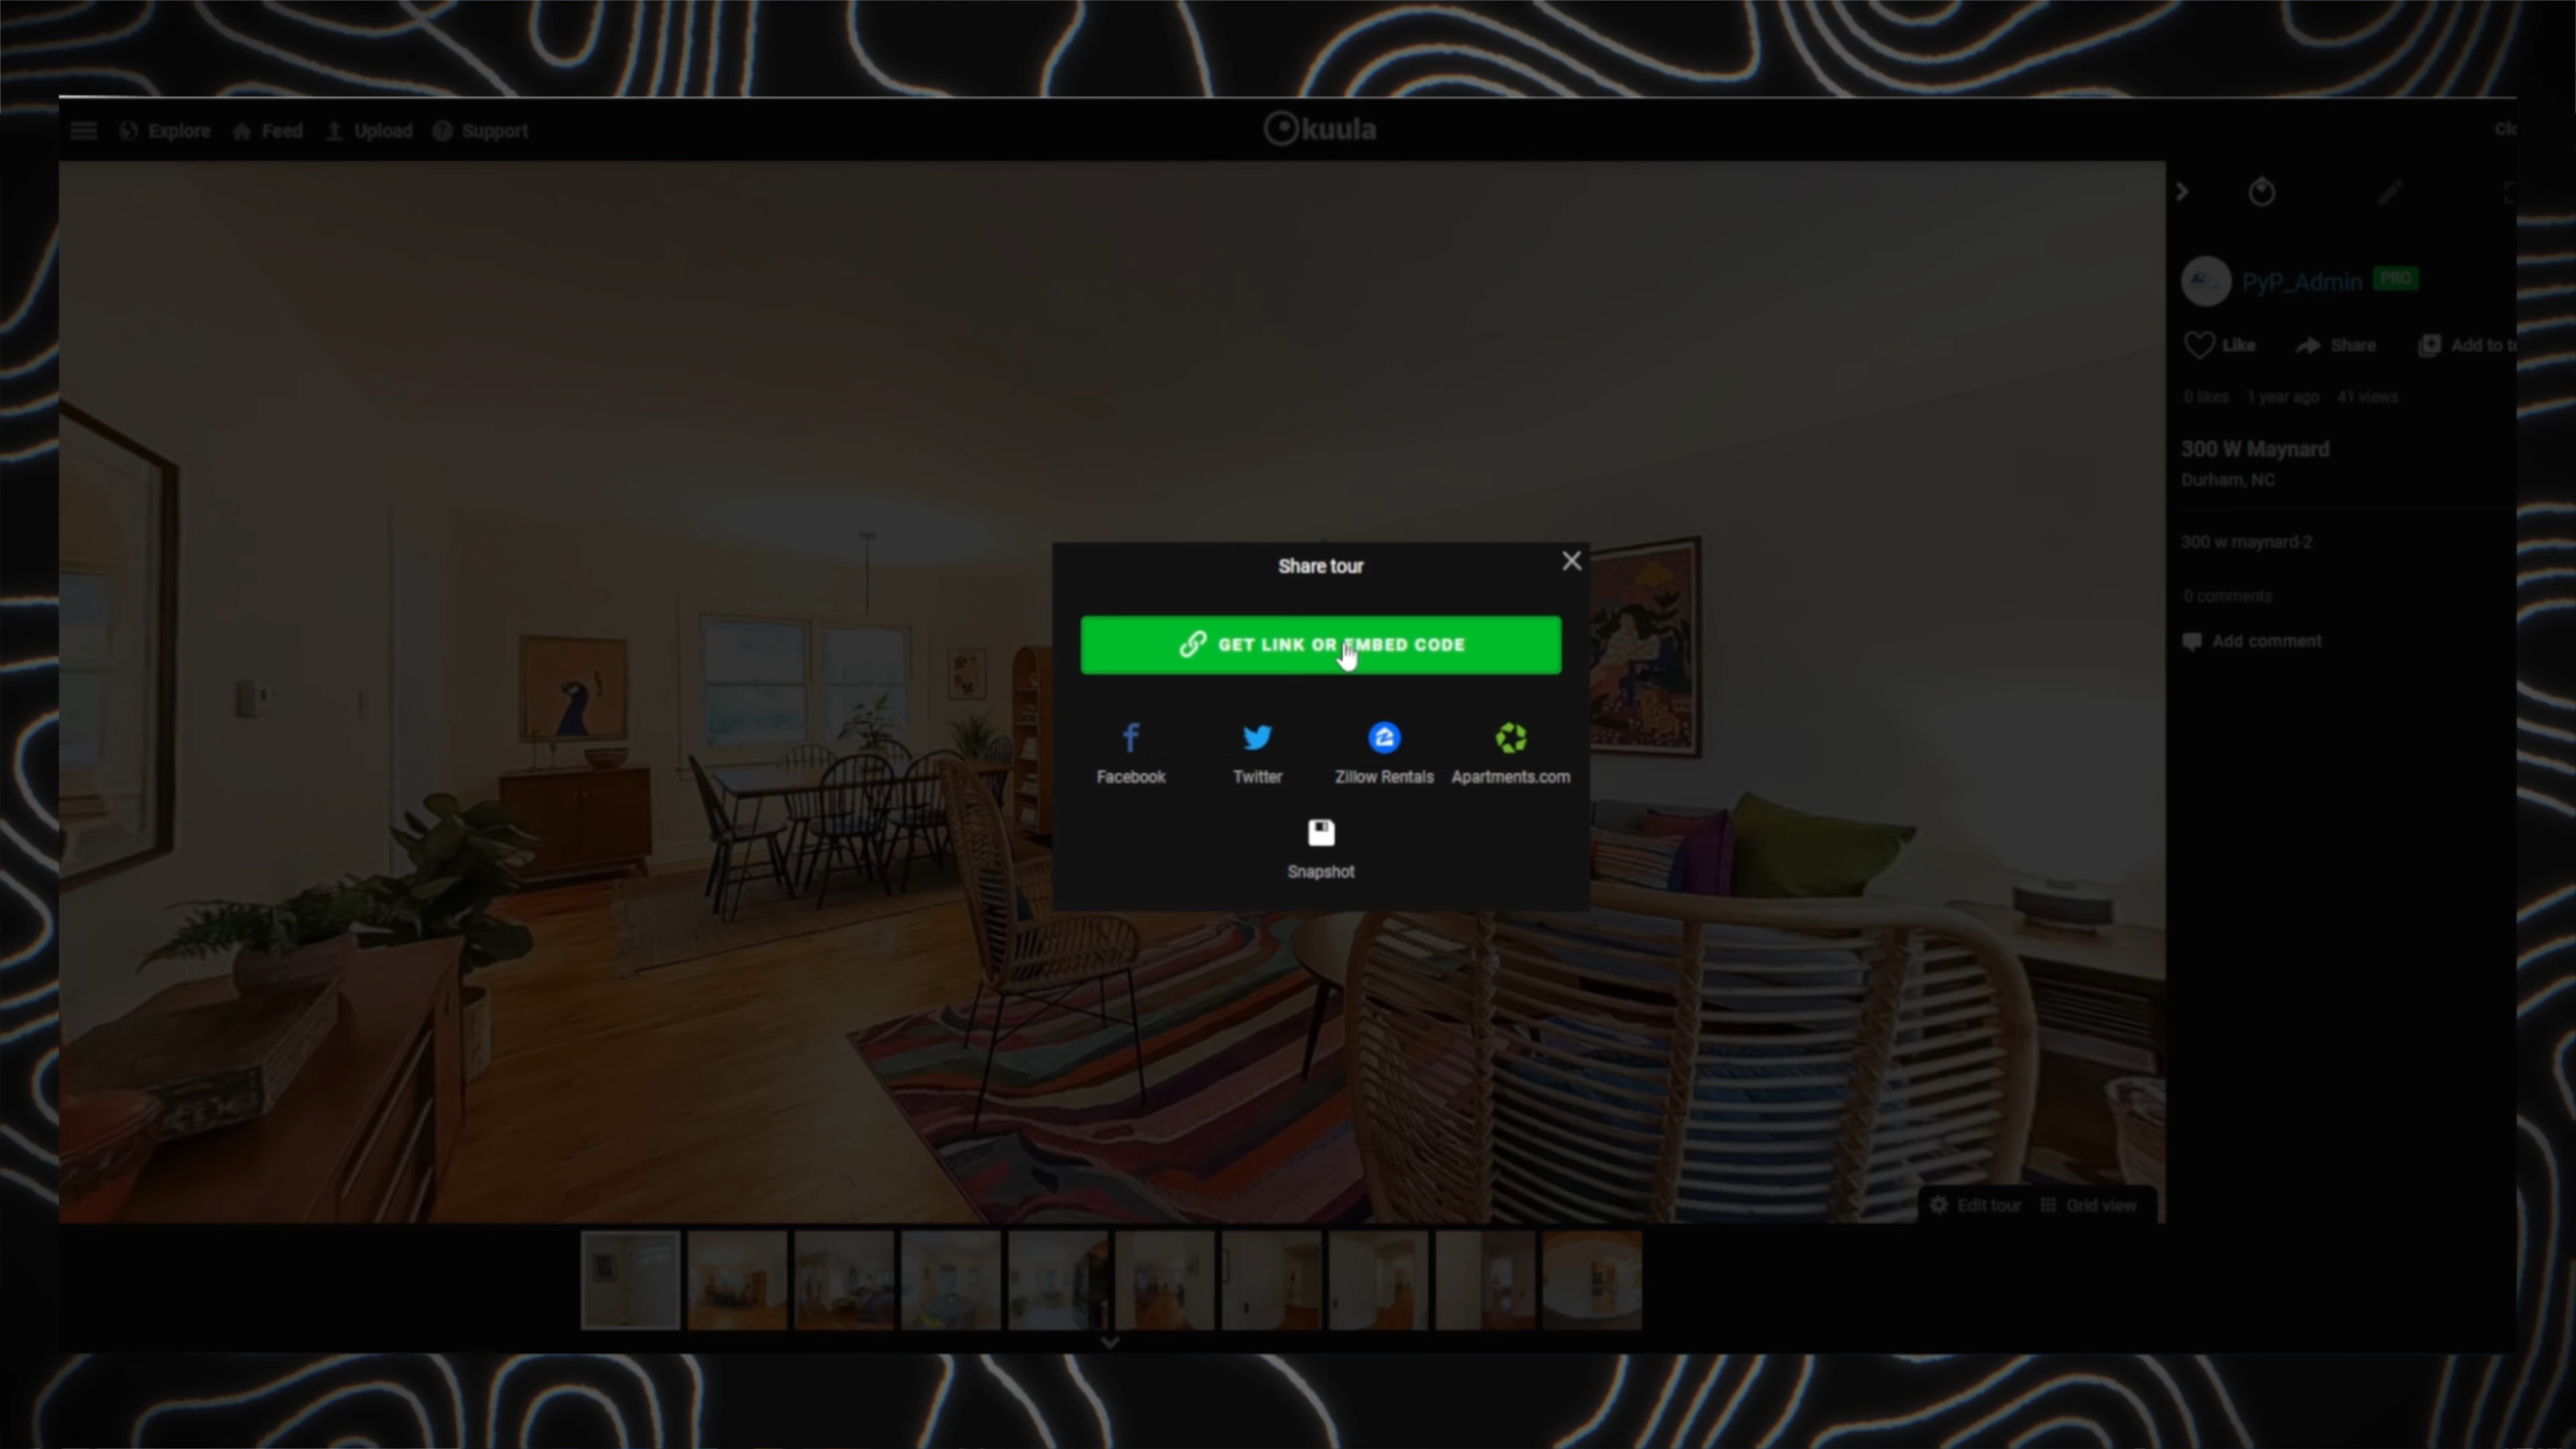 Explore Feed Upload Support
kuula
PyP_Admin PRO
Like Share Add to
0 likes 1 year ago 41 views
300 W Maynard
Durham, NC
300 w maynard-2
0 comments
Add comment
Share tour
GET LINK OR EMBED CODE
Facebook Twitter Zillow Rentals Apartments.com
Snapshot
Edit tour Grid view